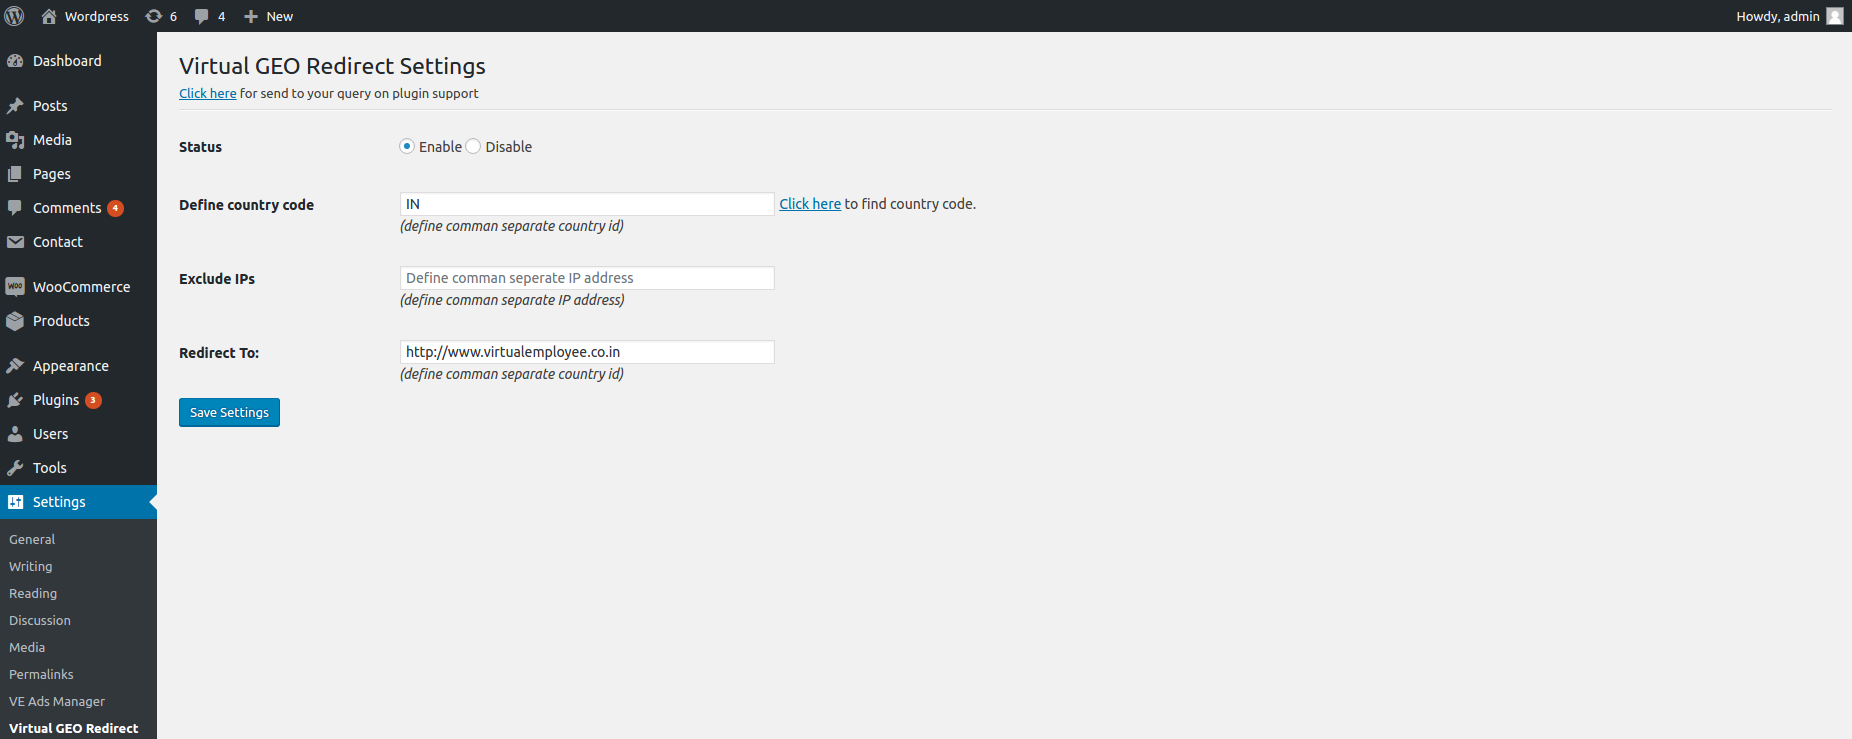 Wordpress 6 4 New Howdy, admin
Dashboard
Posts
Media
Pages
Comments 4
Contact
WOO WooCommerce
Products
Appearance
Plugins 3
Users
Tools
Settings
General
Writing
Reading
Discussion
Media
Permalinks
VE Ads Manager
Virtual GEO Redirect
Virtual GEO Redirect Settings
Click here for send to your query on plugin support
Status Enable Disable
Define country code IN Click here to find country code.
(define comman separate country id)
Exclude IPs Define comman seperate IP address
(define comman separate IP address)
Redirect To: http://www.virtualemployee.co.in
(define comman separate country id)
Save Settings